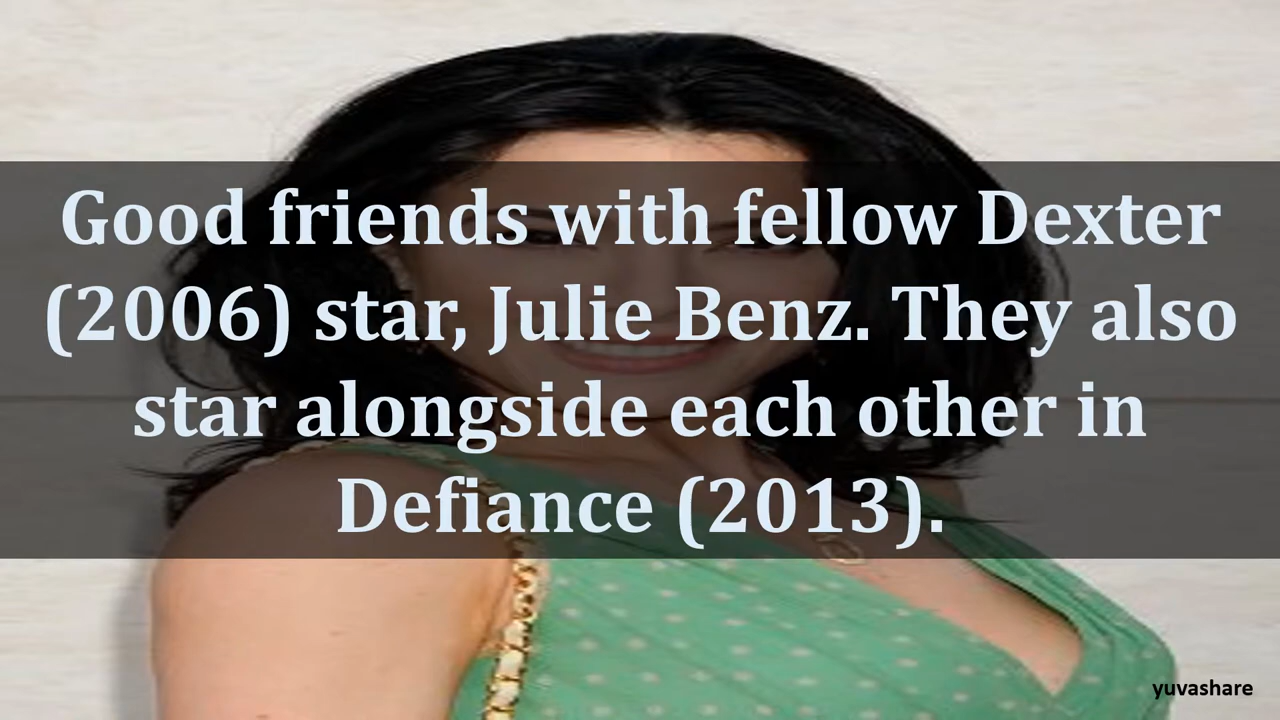 Good friends with fellow Dexter
(2006) star, Julie Benz. They also
star alongside each other in
Defiance (2013).
yuvashare